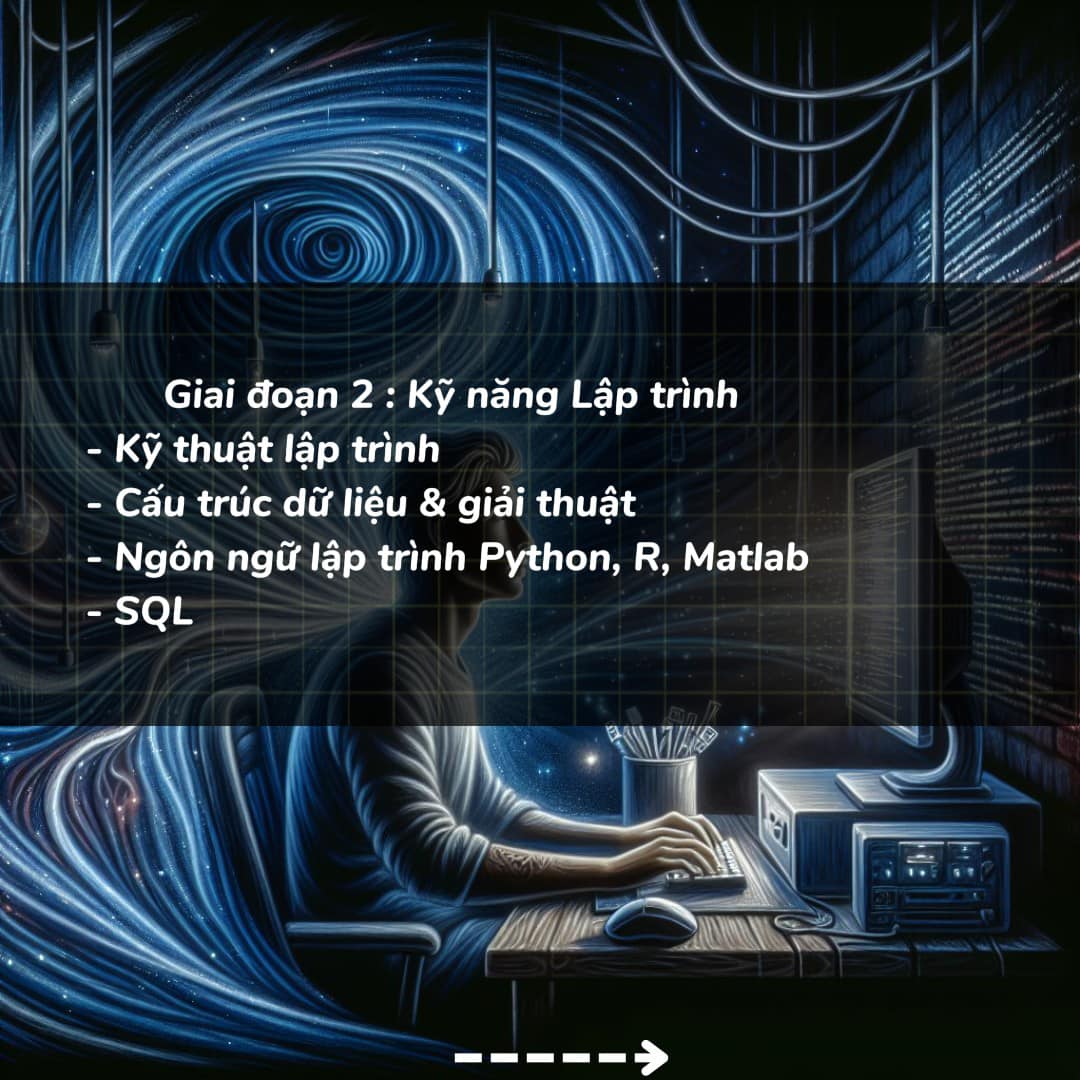 Giai đoạn 2 : Kỹ năng Lập trình
- Kỹ thuật lập trình
- Cấu trúc dữ liệu & giải thuật
- Ngôn ngữ lập trình Python, R, Matlab
- SQL